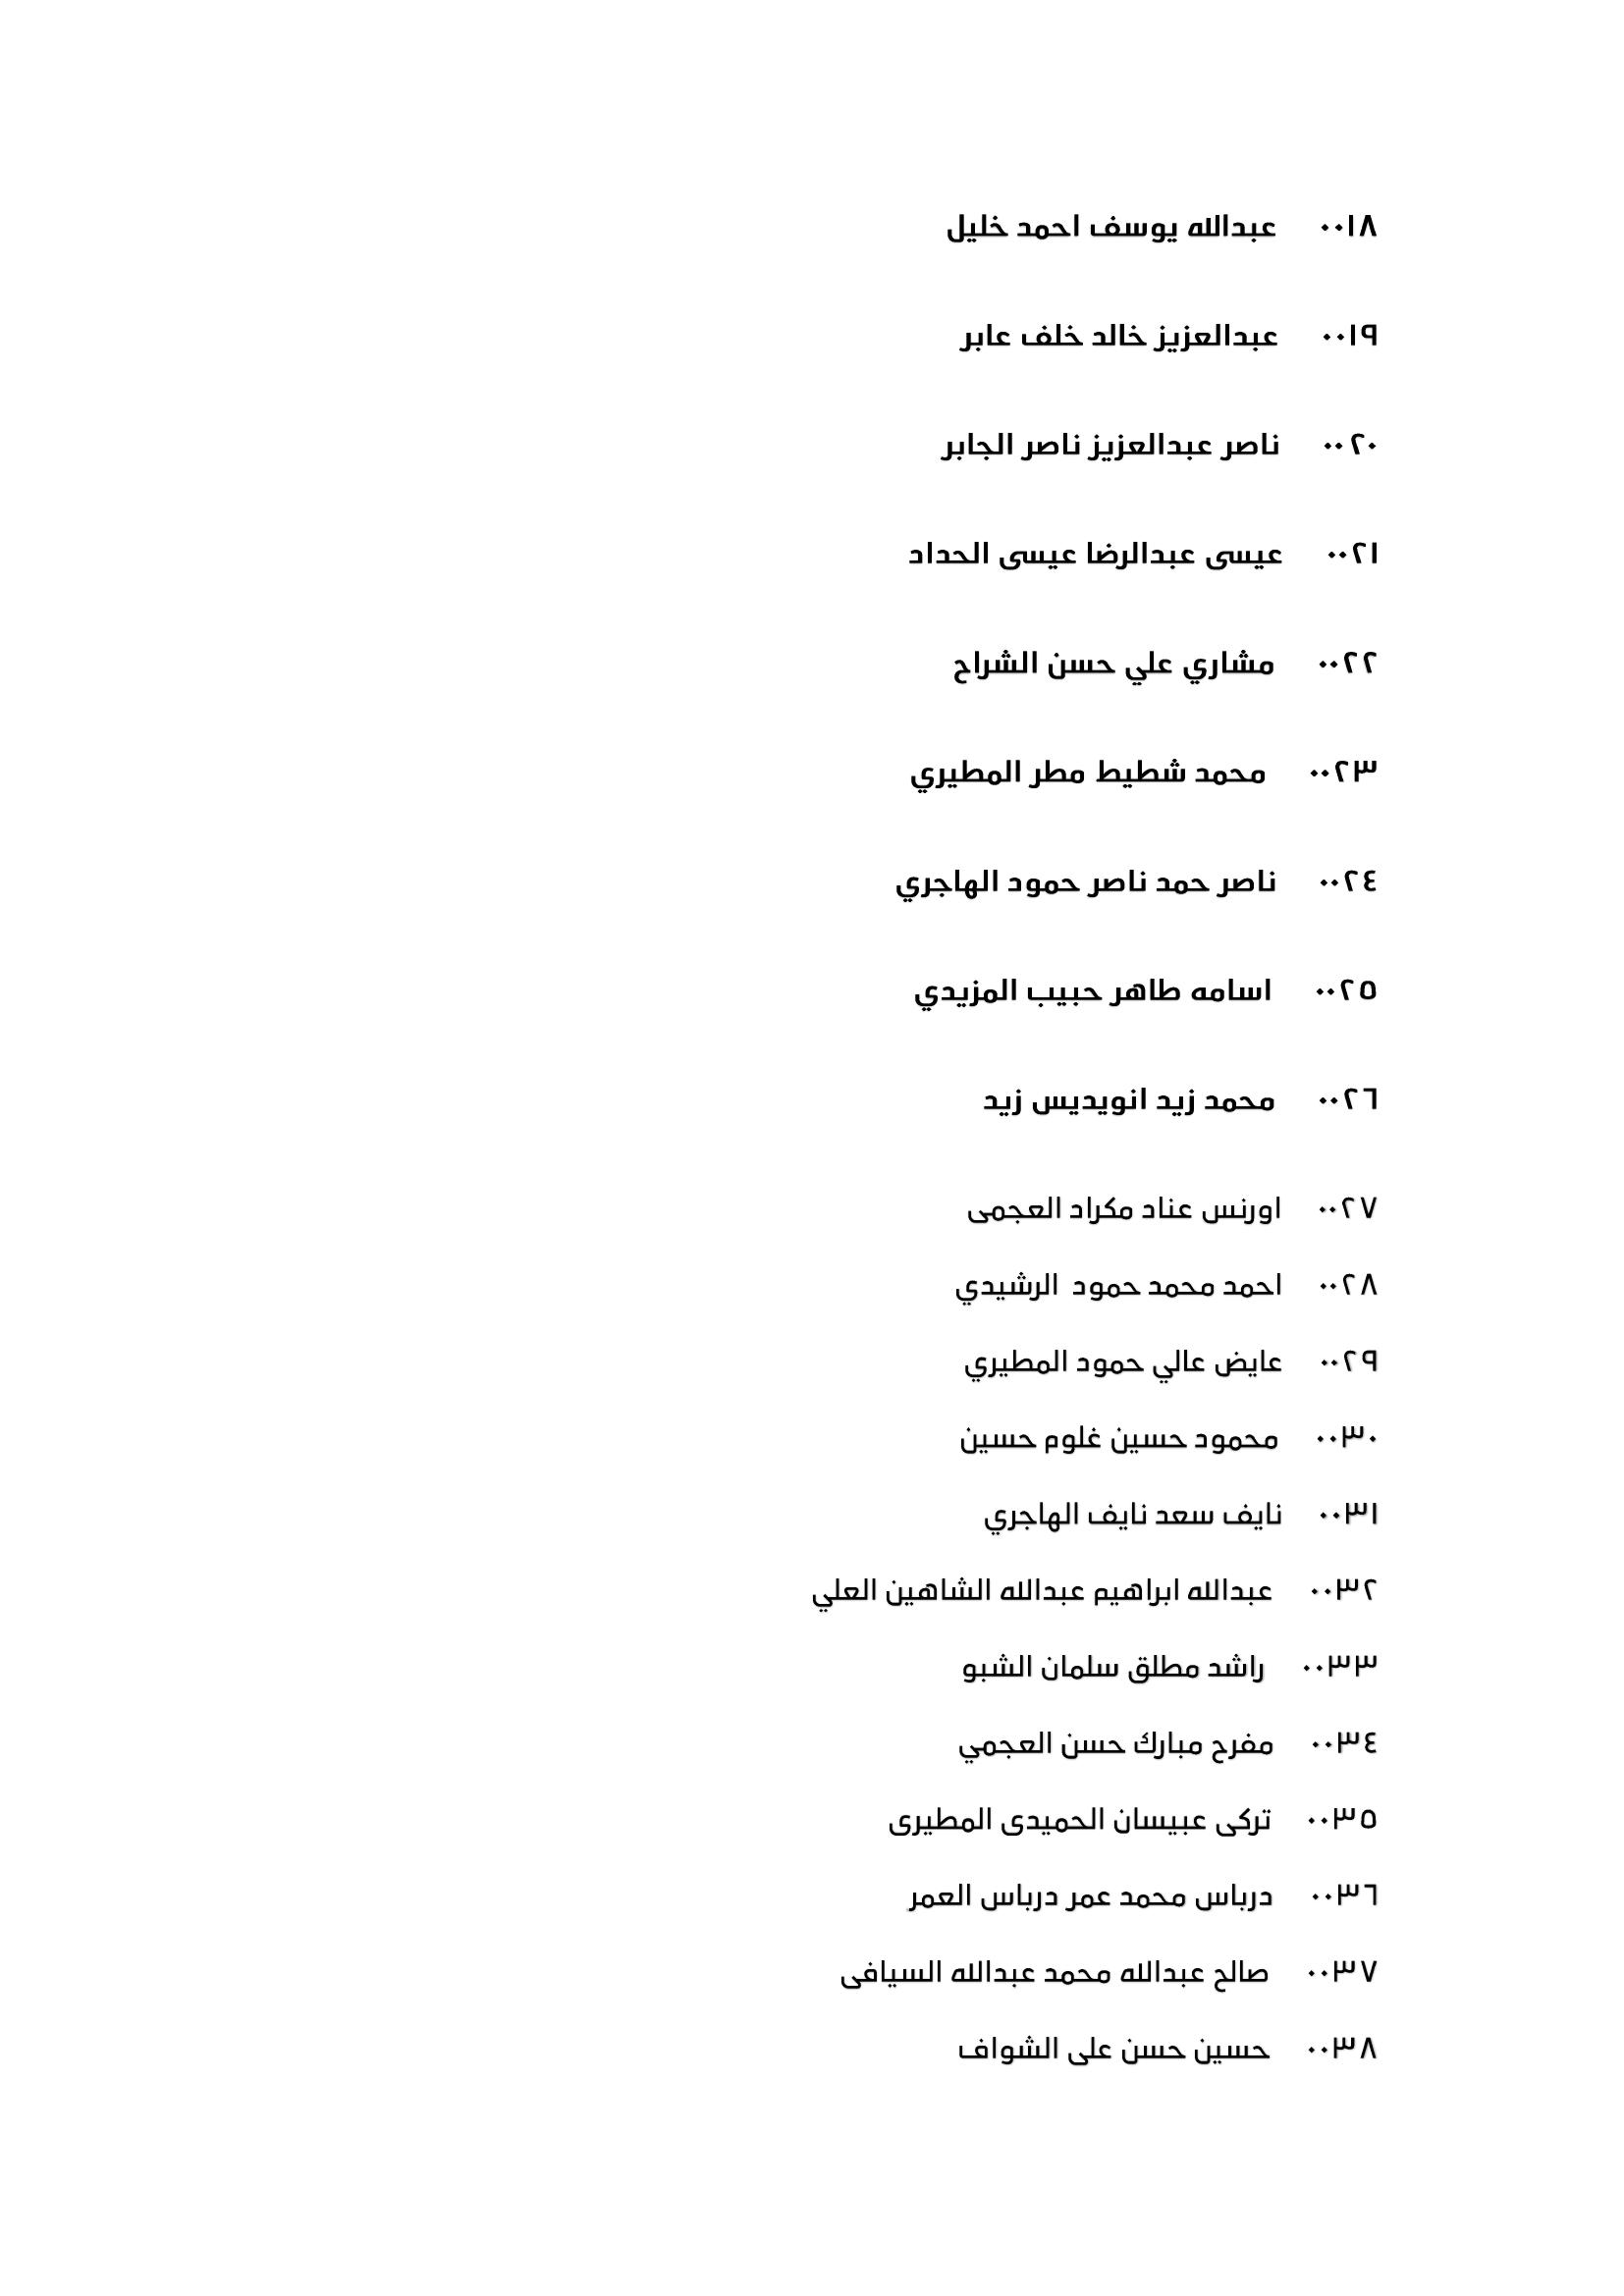 ٠٠١٨ عبدالله يوسف احمد خليل
٠٠١٩ عبدالعزيز خالد خلف عابر
٠٠٢٠ ناصر عبدالعزيز ناصر الجابر
٠٠٢١ عيسى عبدالرضا عيسى الحداد
٠٠٢٢ مشاري علي حسن الشراح
٠٠٢٣ محمد شطيط مطر المطيري
٠٠٢٤ ناصر حمد ناصر حمود الهاجري
٠٠٢٥ اسامه طاهر حبيب المزيدي
٠٠٢٦ محمد زيد انويديس زيد
٠٠٢٧ اورنس عناد مكراد العجمى
٠٠٢٨ احمد محمد حمود الرشيدي
٠٠٢٩ عايض عالي حمود المطيري
٠٠٣٠ محمود حسين غلوم حسين
٠٠٣١ نايف سعد نايف الهاجري
٠٠٣٢ عبدالله ابراهيم عبدالله الشاهين العلي
٠٠٣٣ راشد مطلق سلمان الشبو
٠٠٣٤ مفرح مبارك حسن العجمي
٠٠٣٥ تركى عبيسان الحميدى المطيرى
٠٠٣٦ درباس محمد عمر درباس العمر
٠٠٣٧ صالح عبدالله محمد عبدالله السيافى
٠٠٣٨ حسين حسن على الشواف